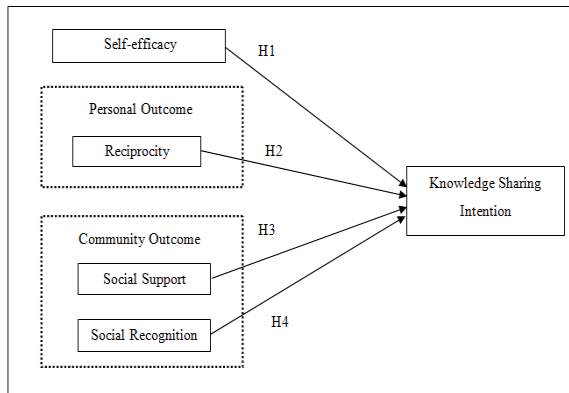 Self-efficacy
H1
Personal Outcome
Reciprocity
H2
Knowledge Sharing
Intention
Community Outcome
H3
Social Support
Social Recognition
H4